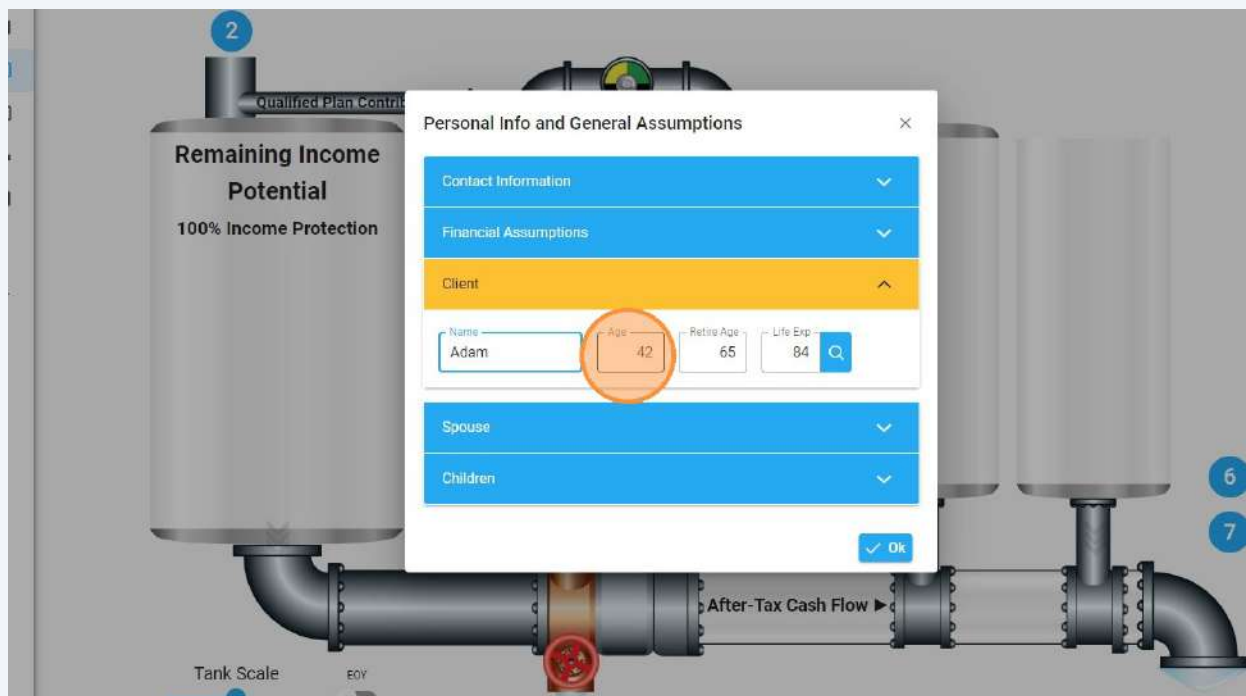 2
Qualified Plan Contrib
Remaining Income
Potential
100% Income Protection
Personal Info and General Assumptions
Contact Information
Financial Assumptions
Client
Name
Adam
Age
42
Retire Age
65
Life Exp
84
Spouse
Children
Ok
6
7
After-Tax Cash Flow
Tank Scale
EOY